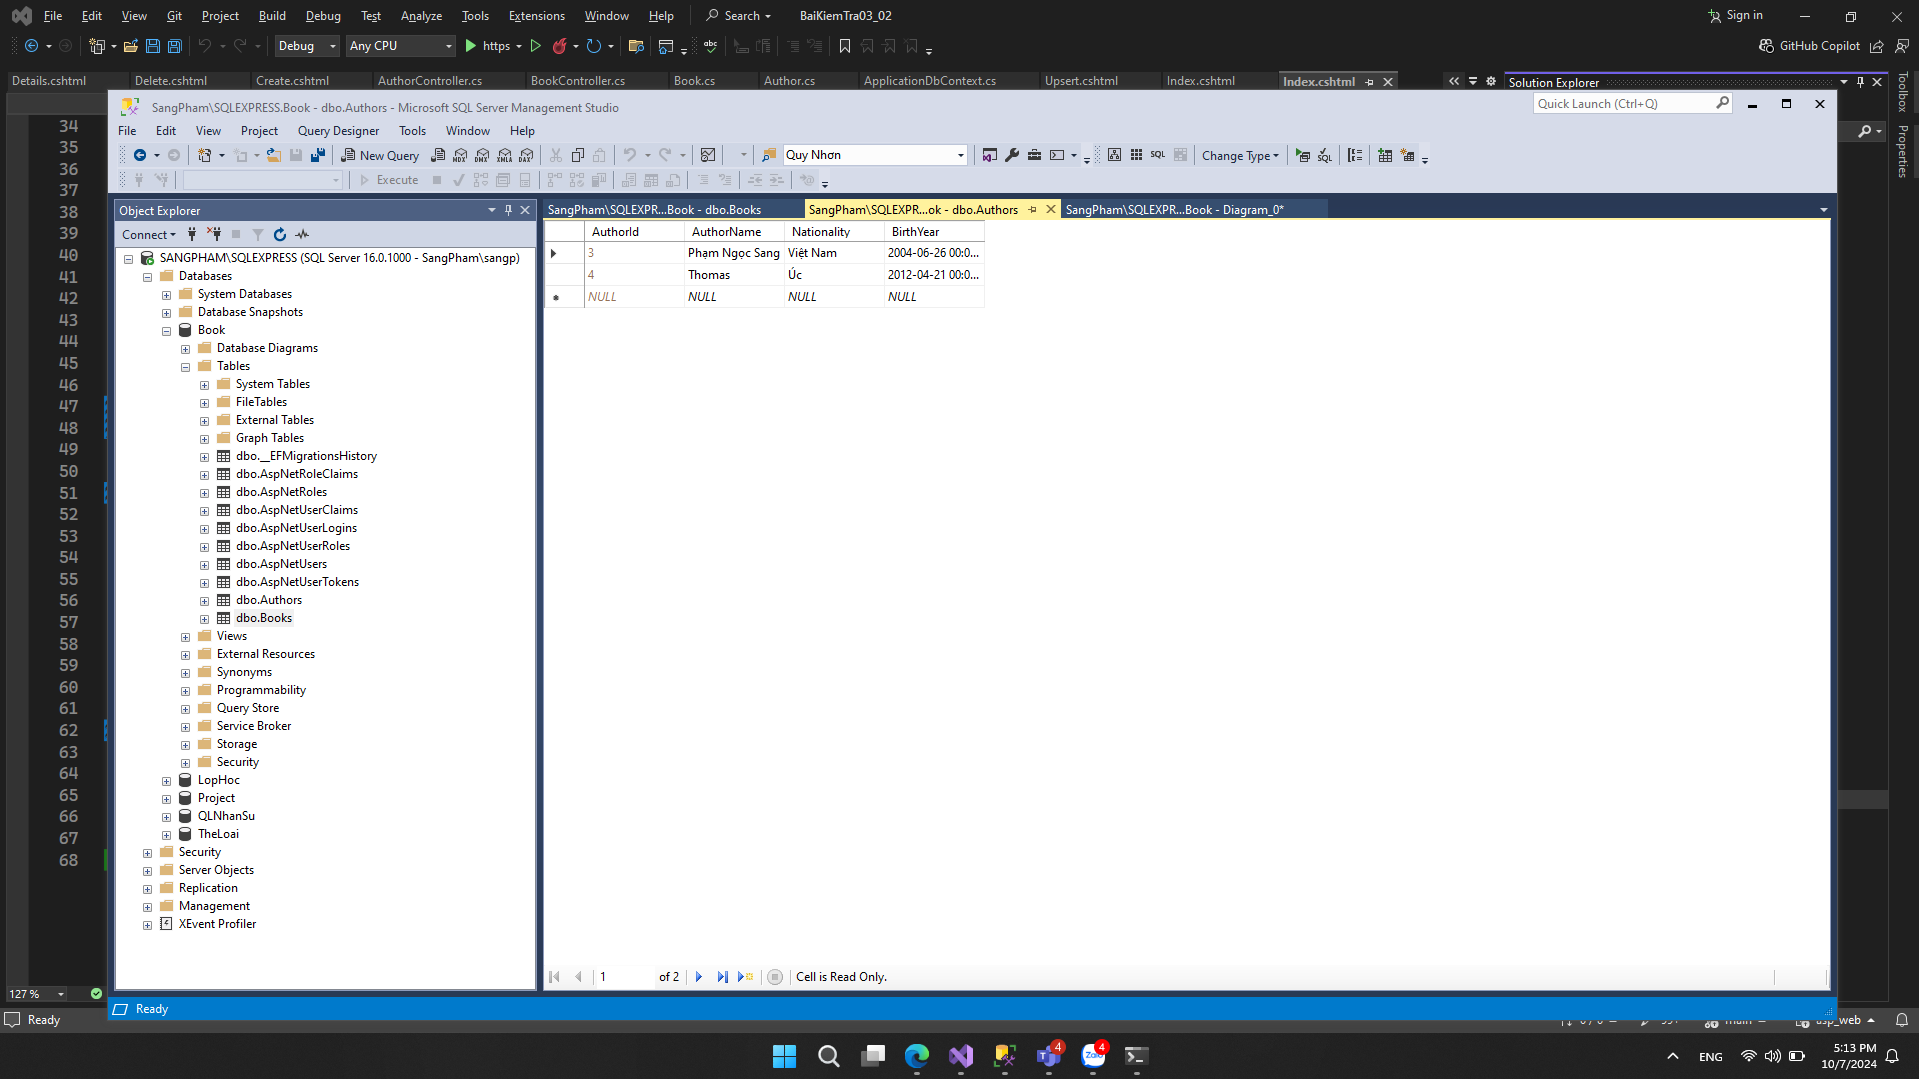 File Edit View Git Project Build Debug Test Analyze Tools Extensions Window Help Search BaiKiemTra03_02 Sign in
Debug Any CPU https GitHub Copilot
Details.cshtml Delete.cshtml Create.cshtml AuthorController.cs BookController.cs Book.cs Author.cs ApplicationDbContext.cs Upsert.cshtml Index.cshtml Index.cshtml Solution Explorer
Toolbox
Properties
SangPham\SQLEXPRESS.Book - dbo.Authors - Microsoft SQL Server Management Studio Quick Launch (Ctrl+Q)
File Edit View Project Query Designer Tools Window Help
New Query MDX DMX XMLA DAX Quy Nhơn SQL Change Type
Execute
Object Explorer
Connect
SANGPHAM\SQLEXPRESS (SQL Server 16.0.1000 - SangPham\sangp)
Databases
System Databases
Database Snapshots
Book
Database Diagrams
Tables
System Tables
FileTables
External Tables
Graph Tables
dbo.__EFMigrationsHistory
dbo.AspNetRoleClaims
dbo.AspNetRoles
dbo.AspNetUserClaims
dbo.AspNetUserLogins
dbo.AspNetUserRoles
dbo.AspNetUsers
dbo.AspNetUserTokens
dbo.Authors
dbo.Books
Views
External Resources
Synonyms
Programmability
Query Store
Service Broker
Storage
Security
LopHoc
Project
QLNhanSu
TheLoai
Security
Server Objects
Replication
Management
XEvent Profiler
SangPham\SQLEXPR...Book - dbo.Books SangPham\SQLEXPR...ok - dbo.Authors SangPham\SQLEXPR...Book - Diagram_0*
AuthorId AuthorName Nationality BirthYear
3 Phạm Ngọc Sang Việt Nam 2004-06-26 00:0...
4 Thomas Úc 2012-04-21 00:0...
NULL NULL NULL NULL
1 of 2 Cell is Read Only.
Ready
34
35
36
37
38
39
40
41
42
43
44
45
46
47
48
49
50
51
52
53
54
55
56
57
58
59
60
61
62
63
64
65
66
67
68
127 %
Ready asp_web
4 Zalo 4 ENG 5:13 PM
10/7/2024